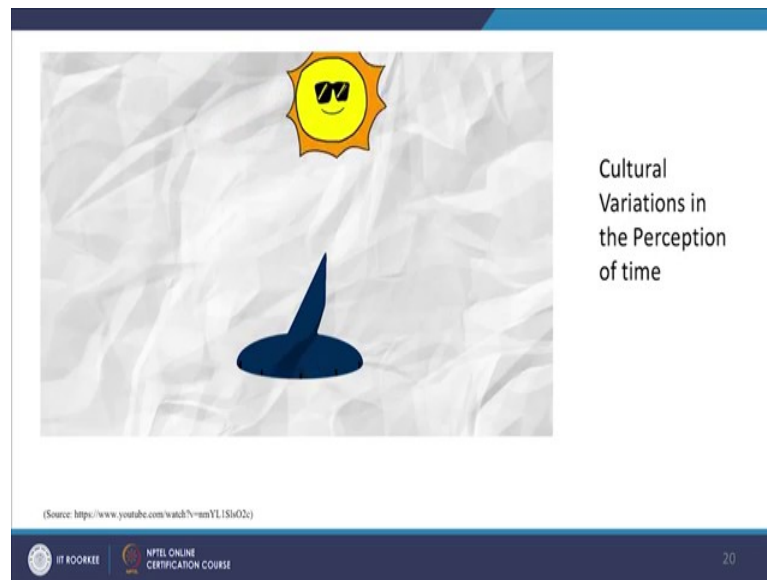 Cultural
Variations in
the Perception
of time
(Source: https://www.youtube.com/watch?v=nmYL1SlsO2c)
IIT ROORKEE
NPTEL ONLINE
CERTIFICATION COURSE
20